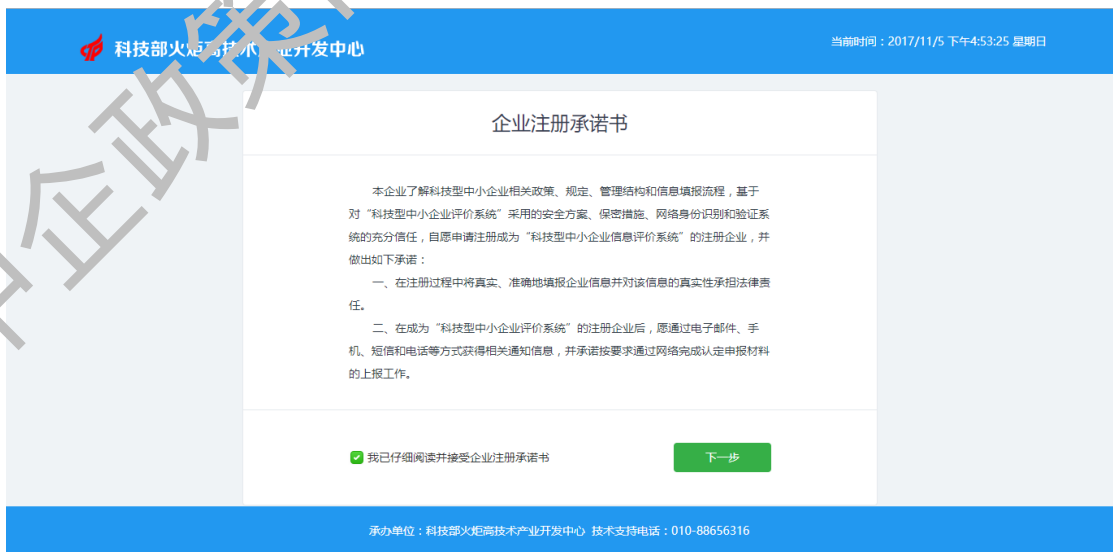 科技部火炬高技术产业开发中心
当前时间：2017/11/5 下午4:53:25 星期日
企业注册承诺书
本企业了解科技型中小企业相关政策、规定、管理结构和信息填报流程，基于
对“科技型中小企业评价系统”采用的安全方案、保密措施、网络身份识别和验证系
统的充分信任，自愿申请注册成为“科技型中小企业信息评价系统”的注册企业，并
做出如下承诺：
一、在注册过程中将真实、准确地填报企业信息并对该信息的真实性承担法律责
任。
二、在成为“科技型中小企业评价系统”的注册企业后，愿通过电子邮件、手
机、短信和电话等方式获得相关通知信息，并承诺按要求通过网络完成认定申报材料
的上报工作。
我已仔细阅读并接受企业注册承诺书
下一步
承办单位：科技部火炬高技术产业开发中心 技术支持电话：010-88656316
企政策